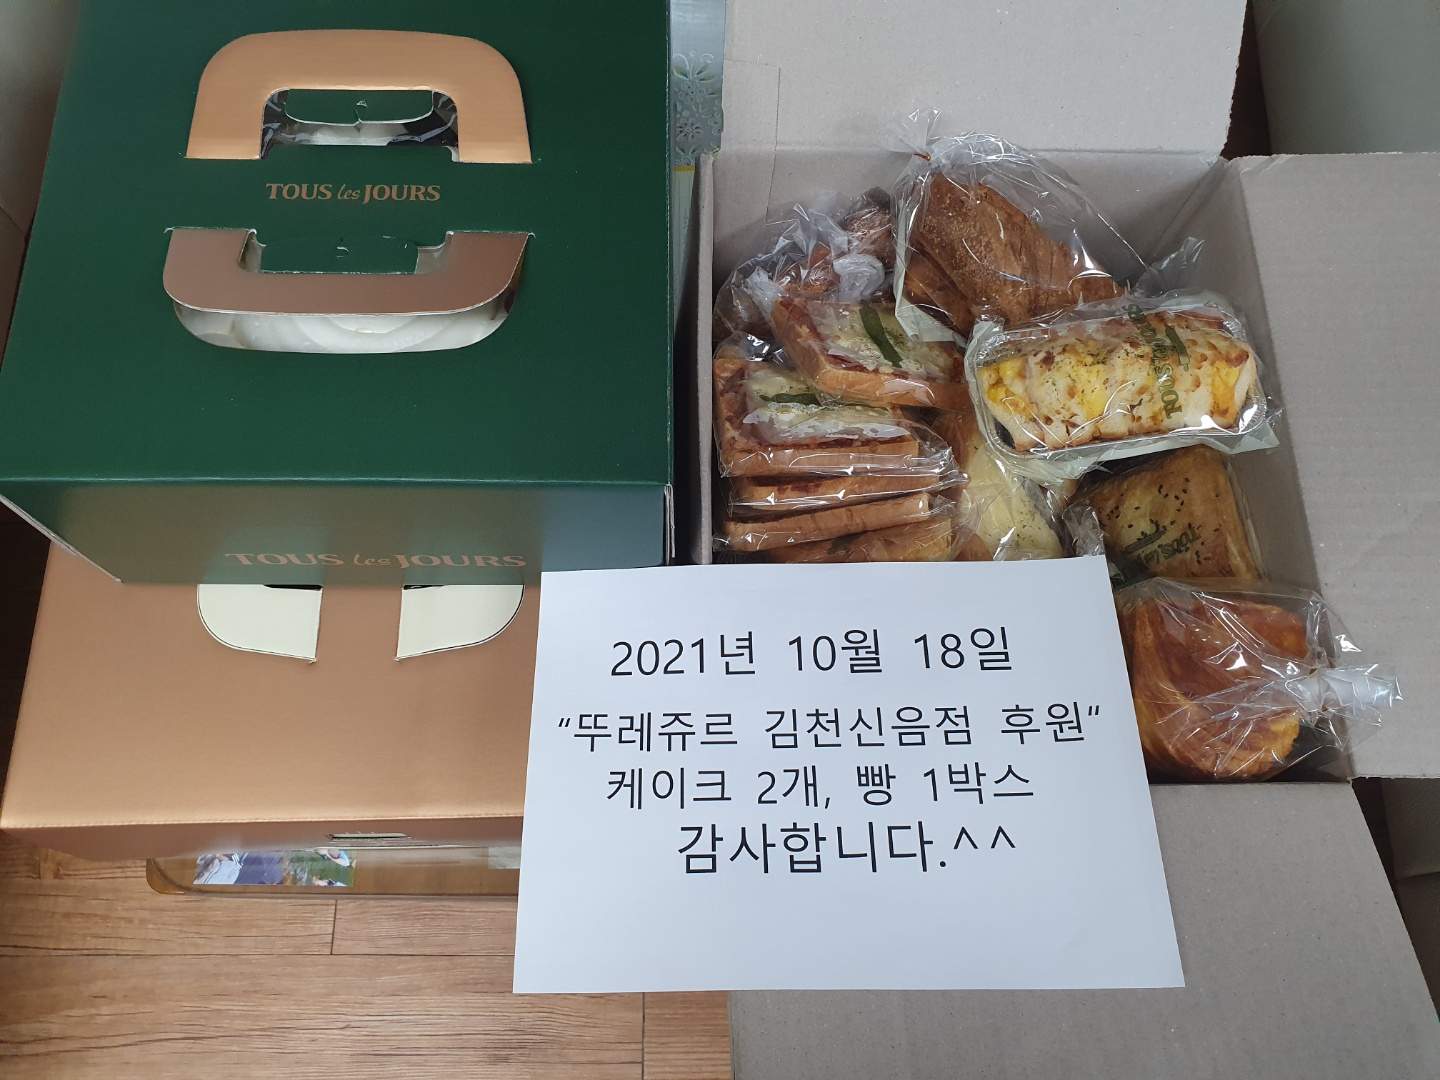 TOUS les JOURS
TOUS les JOURS
2021년 10월 18일
"뚜레쥬르 김천신음점 후원"
케이크 2개, 빵 1박스
감사합니다.^^